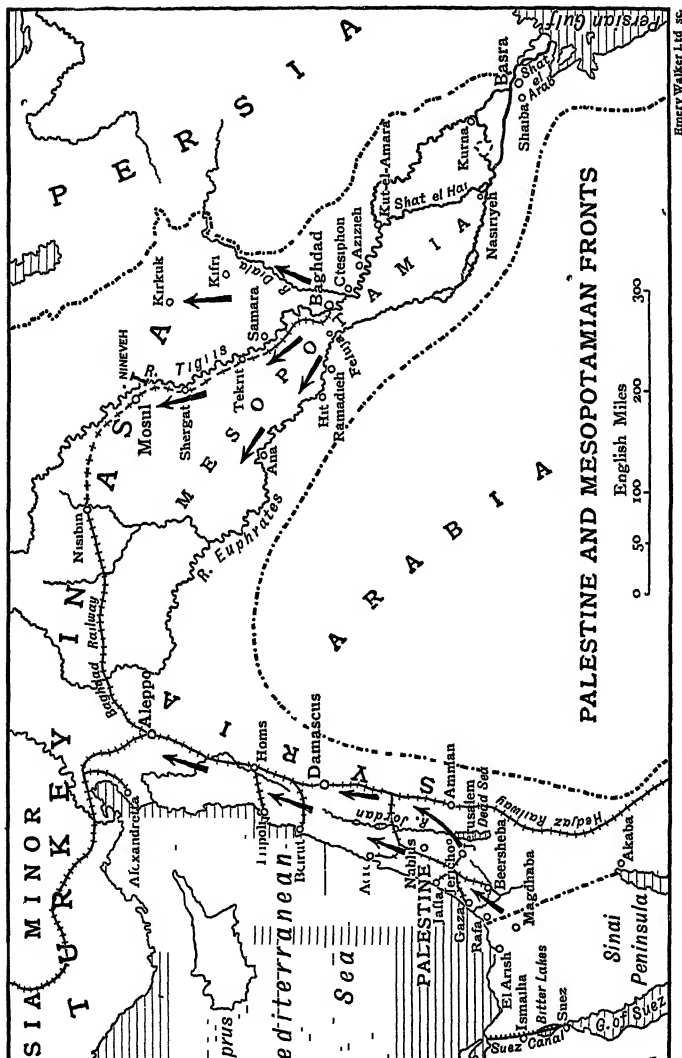 SIA MINOR
TURKEY
IN
ASIA
PERSIA
Persian Gulf
Alexandretta
Aleppo
Baghdad Railway
Nisibin
Mosul
NINEVEH
R. Tigris
Shergat
Kirkuk
Kifri
Tekrit
Samara
R. Diala
MESOPOTAMIA
R. Euphrates
Ana
Hit
Ramadieh
Feluja
Baghdad
Ctesiphon
Azizieh
Kut-el-Amara
Shat el Hai
Kurna
Nasiriyeh
Basra
Shaiba
Shat
el
Arab
prus
editerranean
Sea
SYRIA
Homs
Tripoli
Beirut
Damascus
R. Jordan
Nablus
PALESTINE
Jaffa
Jericho
Jerusalem
Dead Sea
Amman
Hedjaz Railway
Gaza
Rafa
Beersheba
Magdhaba
El Arish
Ismailia
Bitter Lakes
Suez
Suez Canal
G. of Suez
Sinai
Peninsula
Akaba
ARABIA
PALESTINE AND MESOPOTAMIAN FRONTS
English Miles
0 50 100 200 300
Emery Walker Ltd. sc.